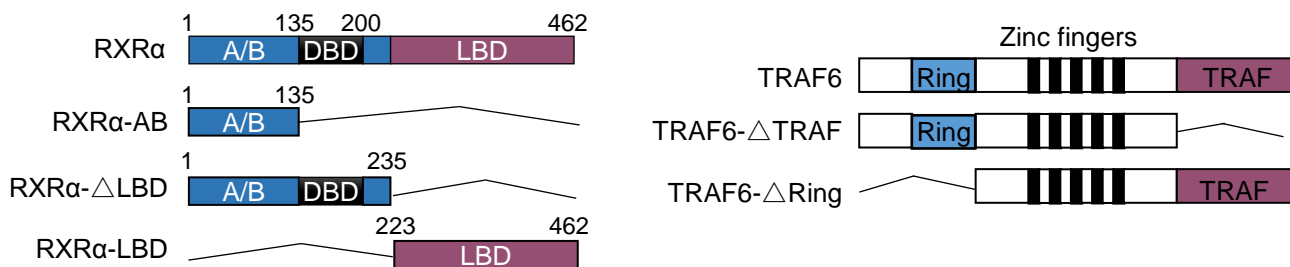 1 135 200 462
RXRα A/B DBD LBD
1 135
RXRα-AB A/B
1 235
RXRα-△LBD A/B DBD
223 462
RXRα-LBD LBD
Zinc fingers
TRAF6 Ring TRAF
TRAF6-△TRAF Ring
TRAF6-△Ring TRAF